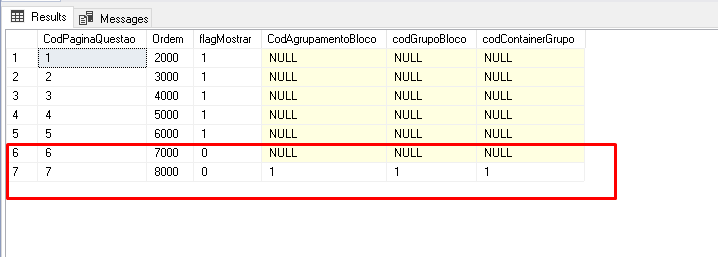 Results Messages
CodPaginaQuestao Ordem flagMostrar CodAgrupamentoBloco codGrupoBloco codContainerGrupo
1 1 2000 1 NULL NULL NULL
2 2 3000 1 NULL NULL NULL
3 3 4000 1 NULL NULL NULL
4 4 5000 1 NULL NULL NULL
5 5 6000 1 NULL NULL NULL
6 6 7000 0 NULL NULL NULL
7 7 8000 0 1 1 1